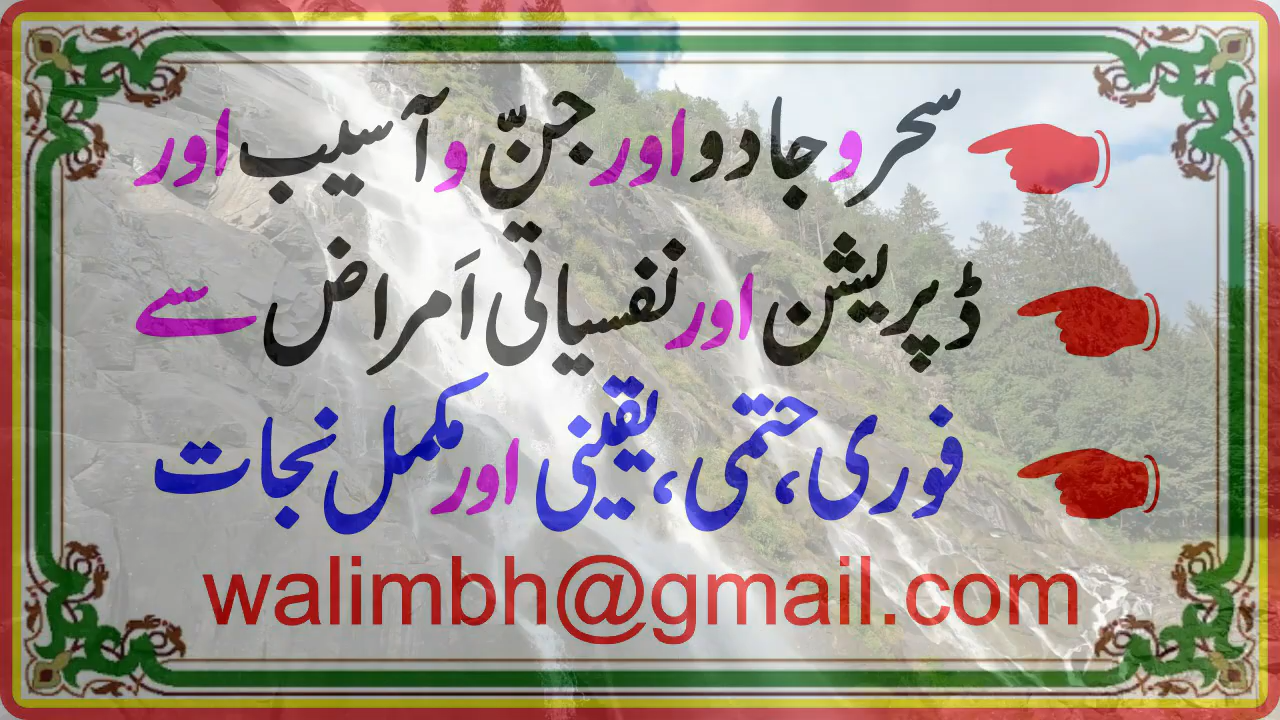 سحر و جادو اور جنّ و آسیب اور
ڈپریشن اور نفسیاتی اَمراض سے
فوری، حتمی، یقینی اور مکمل نجات
walimbh@gmail.com